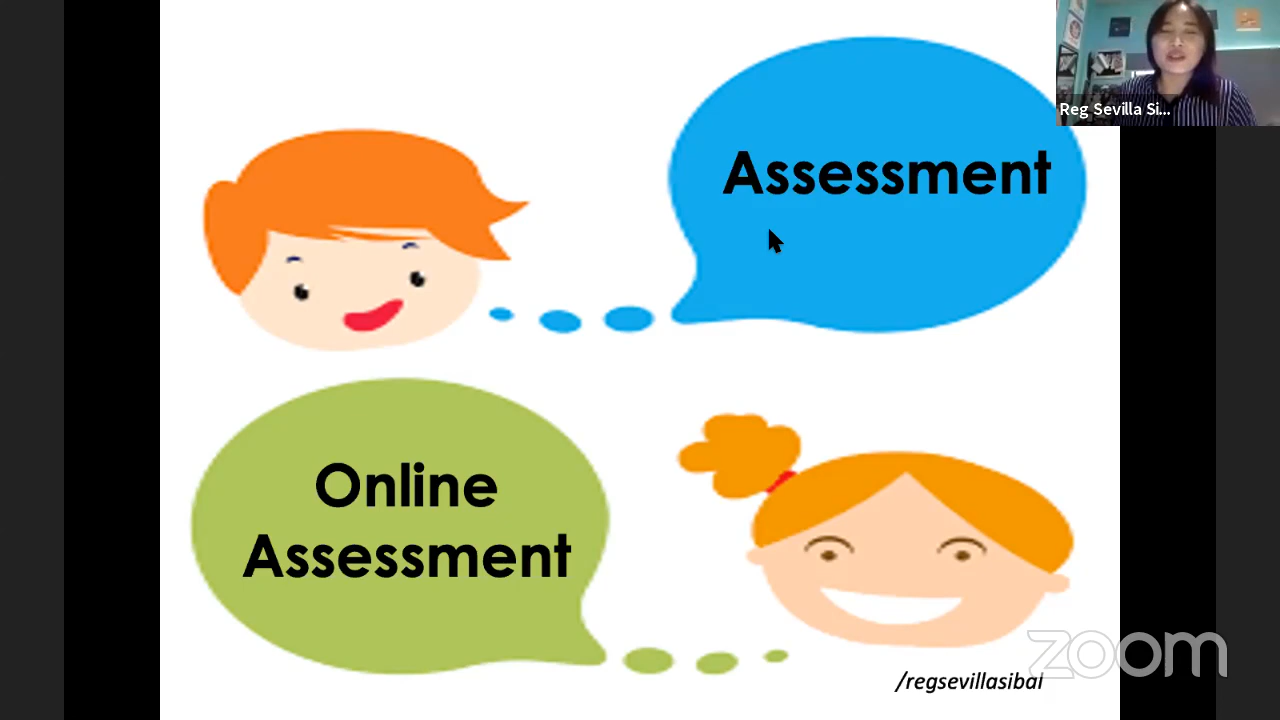 Assessment
Reg Sevilla Si...
Online
Assessment
zoom
/regsevillasibal